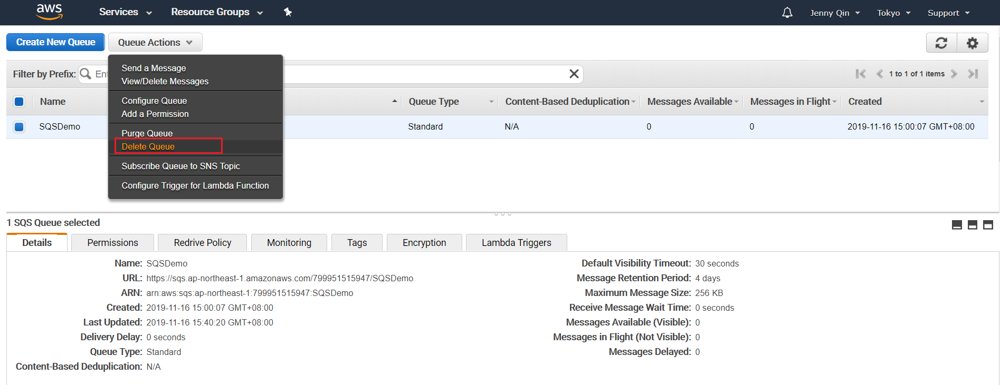 aws Services Resource Groups Jenny Qin Tokyo Support
Create New Queue Queue Actions
Send a Message
Filter by Prefix: Ent 1 to 1 of 1 items
View/Delete Messages
Configure Queue
Name Queue Type Content-Based Deduplication Messages Available Messages in Flight Created
Add a Permission
SQSDemo Standard N/A 0 0 2019-11-16 15:00:07 GMT+08:00
Purge Queue
Delete Queue
Subscribe Queue to SNS Topic
Configure Trigger for Lambda Function
1 SQS Queue selected
Details Permissions Redrive Policy Monitoring Tags Encryption Lambda Triggers
Name: SQSDemo Default Visibility Timeout: 30 seconds
URL: https://sqs.ap-northeast-1.amazonaws.com/799951515947/SQSDemo Message Retention Period: 4 days
ARN: arn:aws:sqs:ap-northeast-1:799951515947:SQSDemo Maximum Message Size: 256 KB
Created: 2019-11-16 15:00:07 GMT+08:00 Receive Message Wait Time: 0 seconds
Last Updated: 2019-11-16 15:40:20 GMT+08:00 Messages Available (Visible): 0
Delivery Delay: 0 seconds Messages in Flight (Not Visible): 0
Queue Type: Standard Messages Delayed: 0
Content-Based Deduplication: N/A